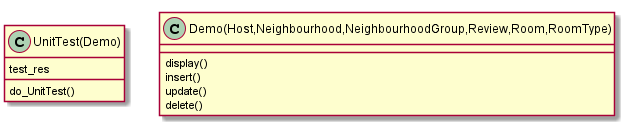 C UnitTest(Demo)
test_res
do_UnitTest()
C Demo(Host,Neighbourhood,NeighbourhoodGroup,Review,Room,RoomType)
display()
insert()
update()
delete()